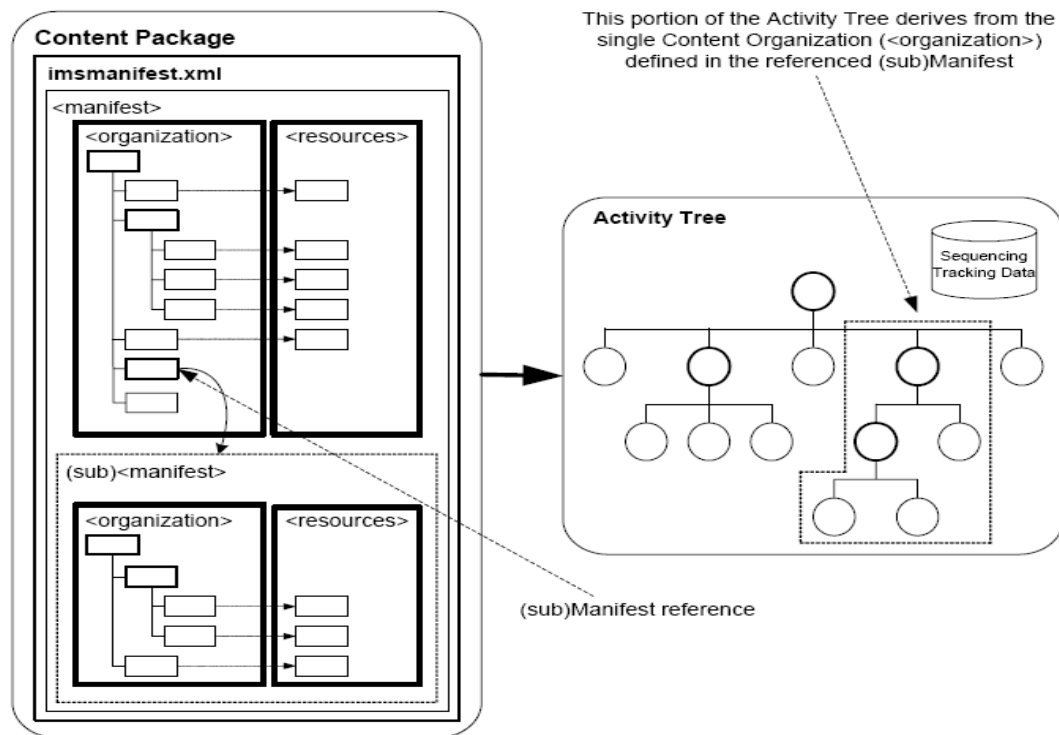 This portion of the Activity Tree derives from the
single Content Organization (<organization>)
defined in the referenced (sub)Manifest
Content Package
imsmanifest.xml
<manifest>
<organization>
<resources>
(sub)<manifest>
<organization>
<resources>
Activity Tree
Sequencing
Tracking Data
(sub)Manifest reference